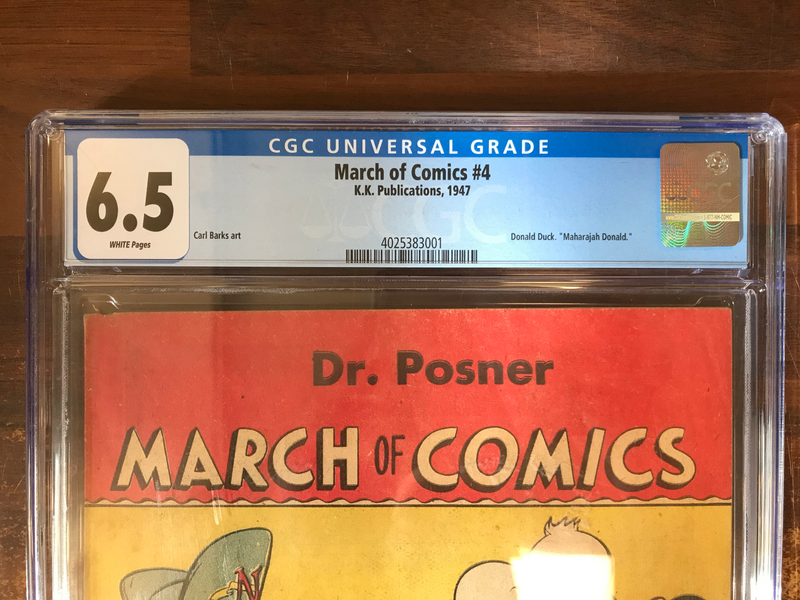 CGC UNIVERSAL GRADE
March of Comics #4
K.K. Publications, 1947
6.5
WHITE Pages
Carl Barks art
4025383001
Donald Duck. "Maharajah Donald."
CGC
Dr. Posner
MARCH OF COMICS
N